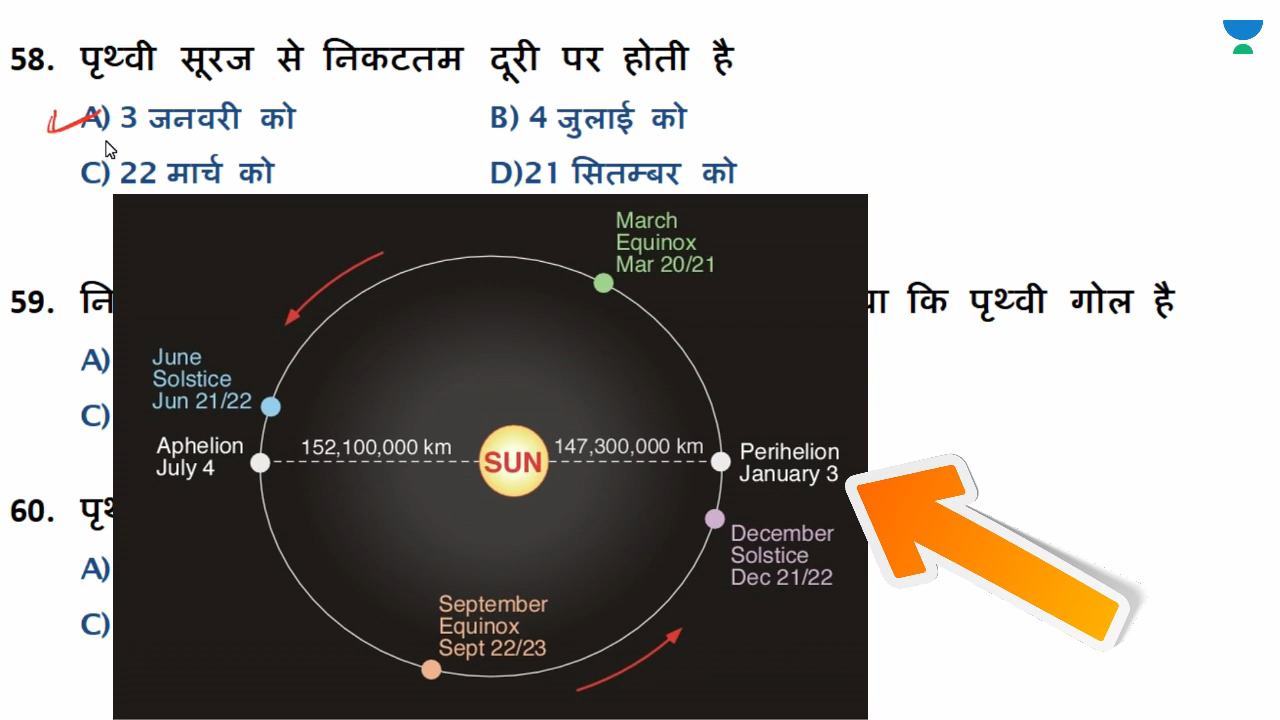 58. पृथ्वी सूरज से निकटतम दूरी पर होती है
A) 3 जनवरी को B) 4 जुलाई को
C) 22 मार्च को D)21 सितम्बर को
March
Equinox
Mar 20/21
59. कि पृथ्वी गोल है
A)
June
Solstice
Jun 21/22
C)
Aphelion
July 4
152,100,000 km
SUN
147,300,000 km
Perihelion
January 3
60.
December
Solstice
Dec 21/22
A)
September
Equinox
Sept 22/23
C)